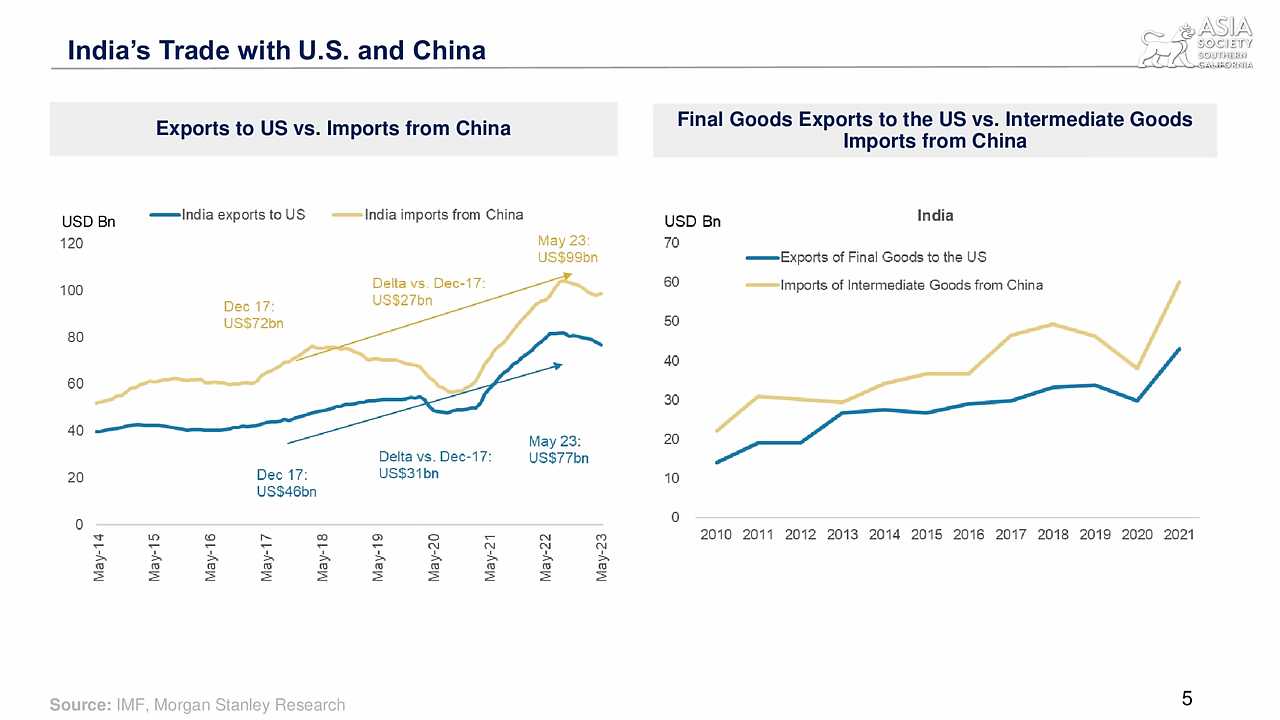 India's Trade with U.S. and China
ASIA
SOCIETY
SOUTHERN
CALIFORNIA
Exports to US vs. Imports from China
USD Bn
India exports to US
India imports from China
120
100
80
60
40
20
0
May 23:
US$99bn
Delta vs. Dec-17:
US$27bn
Dec 17:
US$72bn
May 23:
US$77bn
Delta vs. Dec-17:
US$31bn
Dec 17:
US$46bn
May-14
May-15
May-16
May-17
May-18
May-19
May-20
May-21
May-22
May-23
Final Goods Exports to the US vs. Intermediate Goods
Imports from China
USD Bn
India
Exports of Final Goods to the US
Imports of Intermediate Goods from China
70
60
50
40
30
20
10
0
2010 2011 2012 2013 2014 2015 2016 2017 2018 2019 2020 2021
Source: IMF, Morgan Stanley Research
5